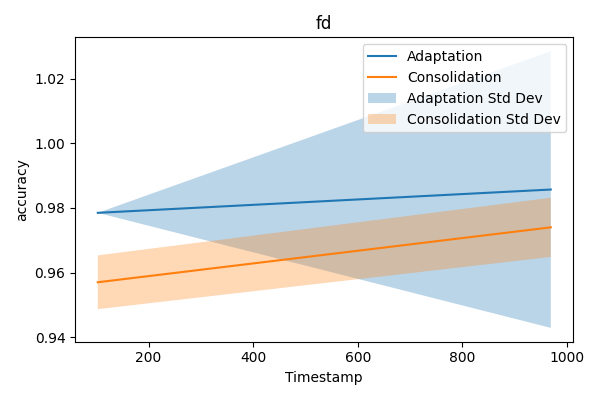 fd
Adaptation
Consolidation
Adaptation Std Dev
Consolidation Std Dev
1.02
1.00
0.98
0.96
0.94
accuracy
200 400 600 800 1000
Timestamp